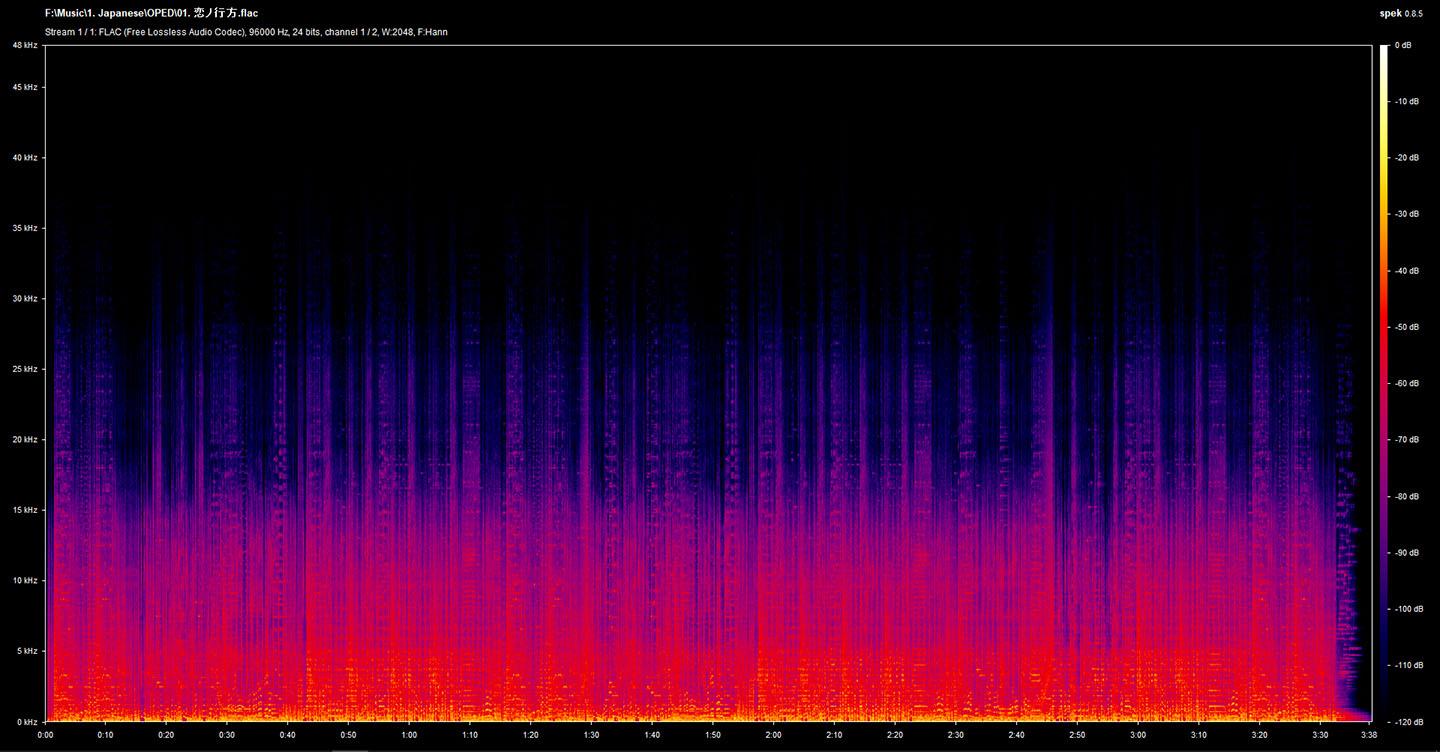 F:\Music\1. Japanese\OPED\01. 恋ノ行方.flac
spek 0.8.5
Stream 1 / 1: FLAC (Free Lossless Audio Codec), 96000 Hz, 24 bits, channel 1 / 2, W:2048, F:Hann
48 kHz
45 kHz
40 kHz
35 kHz
30 kHz
25 kHz
20 kHz
15 kHz
10 kHz
5 kHz
0 kHz
0 dB
-10 dB
-20 dB
-30 dB
-40 dB
-50 dB
-60 dB
-70 dB
-80 dB
-90 dB
-100 dB
-110 dB
-120 dB
0:00 0:10 0:20 0:30 0:40 0:50 1:00 1:10 1:20 1:30 1:40 1:50 2:00 2:10 2:20 2:30 2:40 2:50 3:00 3:10 3:20 3:30 3:38